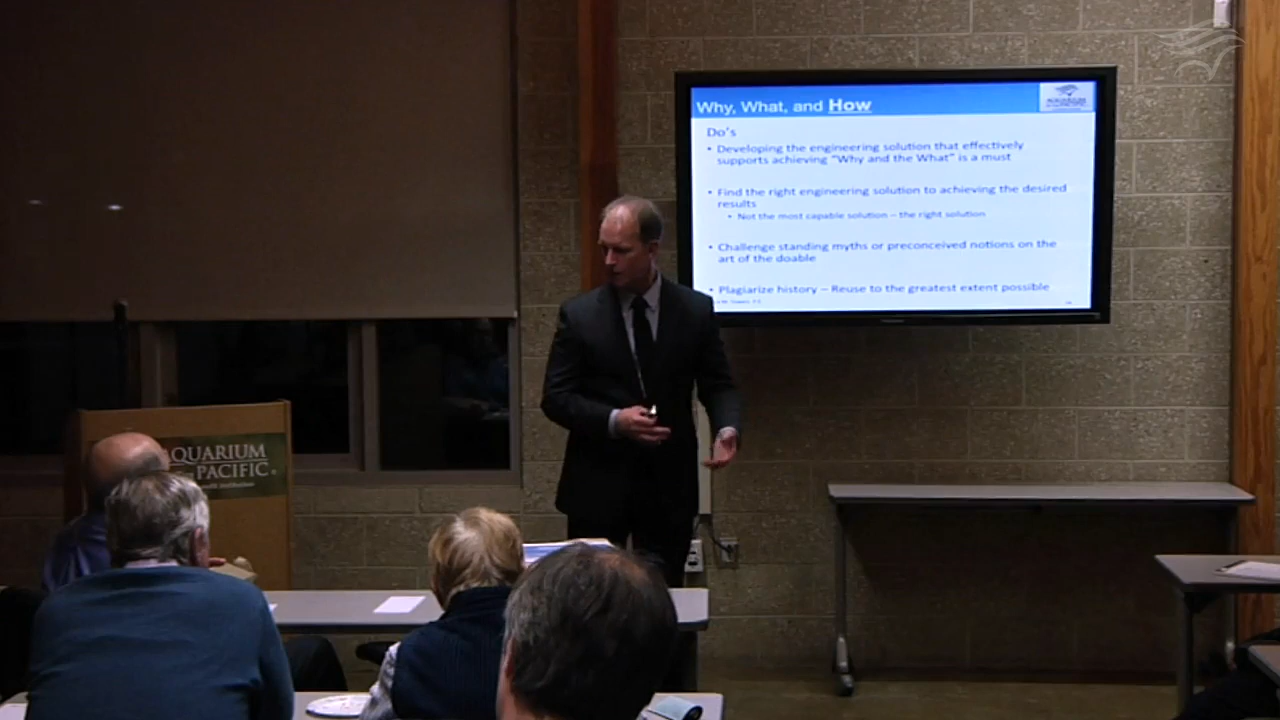 Why, What, and How
AQUARIUM
Do's
• Developing the engineering solution that effectively
supports achieving "Why and the What" is a must
• Find the right engineering solution to achieving the desired
results
• Not the most capable solution – the right solution
• Challenge standing myths or preconceived notions on the
art of the doable
• Plagiarize history – Reuse to the greatest extent possible
QUARIUM
PACIFIC